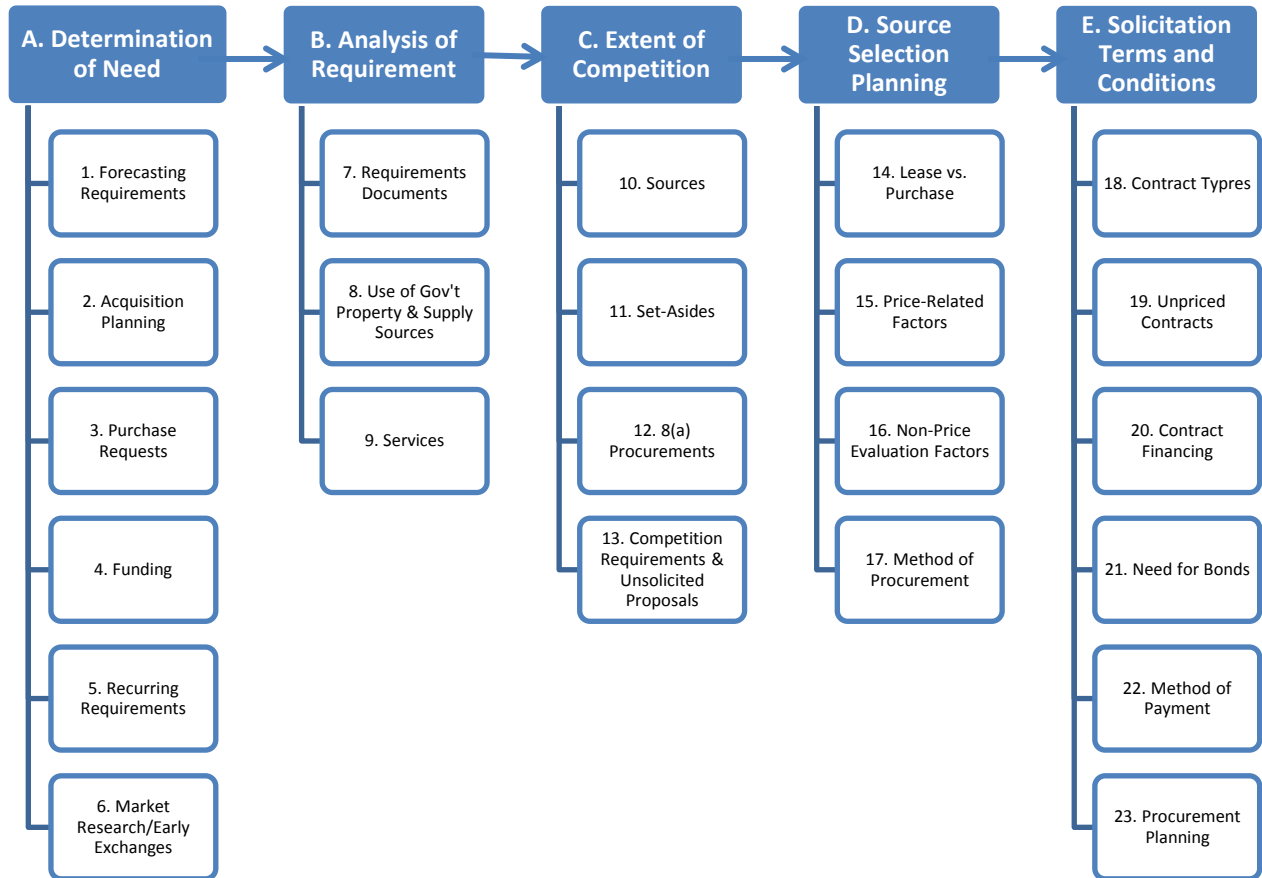 A. Determination
of Need
B. Analysis of
Requirement
C. Extent of
Competition
D. Source
Selection
Planning
E. Solicitation
Terms and
Conditions
1. Forecasting
Requirements
2. Acquisition
Planning
3. Purchase
Requests
4. Funding
5. Recurring
Requirements
6. Market
Research/Early
Exchanges
7. Requirements
Documents
8. Use of Gov't
Property & Supply
Sources
9. Services
10. Sources
11. Set-Asides
12. 8(a)
Procurements
13. Competition
Requirements &
Unsolicited
Proposals
14. Lease vs.
Purchase
15. Price-Related
Factors
16. Non-Price
Evaluation Factors
17. Method of
Procurement
18. Contract Typres
19. Unpriced
Contracts
20. Contract
Financing
21. Need for Bonds
22. Method of
Payment
23. Procurement
Planning